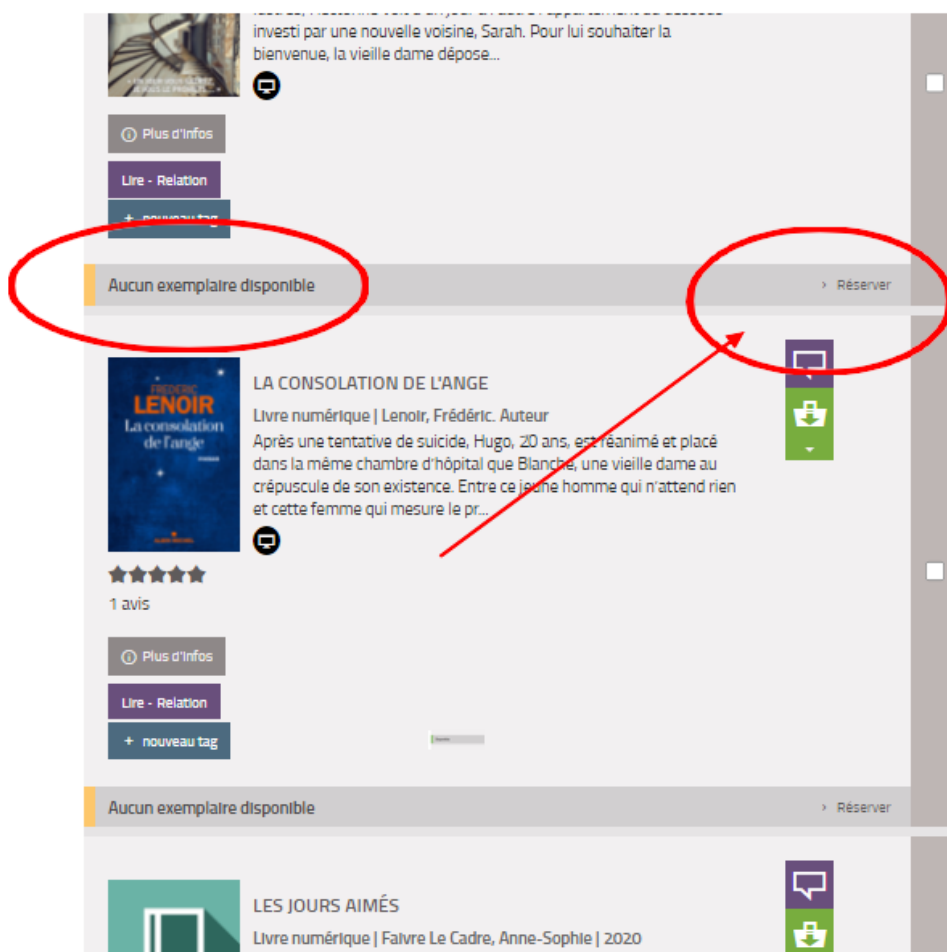 investi par une nouvelle voisine, Sarah. Pour lui souhaiter la
bienvenue, la vieille dame dépose...
Plus d'infos
Lire - Relation
+ nouveau tag
Aucun exemplaire disponible
› Réserver
FRÉDÉRIC
LENOIR
La consolation
de l'ange
roman
ALBIN MICHEL
LA CONSOLATION DE L'ANGE
Livre numérique | Lenoir, Frédéric. Auteur
Après une tentative de suicide, Hugo, 20 ans, est réanimé et placé
dans la même chambre d'hôpital que Blanche, une vieille dame au
crépuscule de son existence. Entre ce jeune homme qui n'attend rien
et cette femme qui mesure le pr...
1 avis
Plus d'infos
Lire - Relation
+ nouveau tag
Aucun exemplaire disponible
› Réserver
LES JOURS AIMÉS
Livre numérique | Faivre Le Cadre, Anne-Sophie | 2020